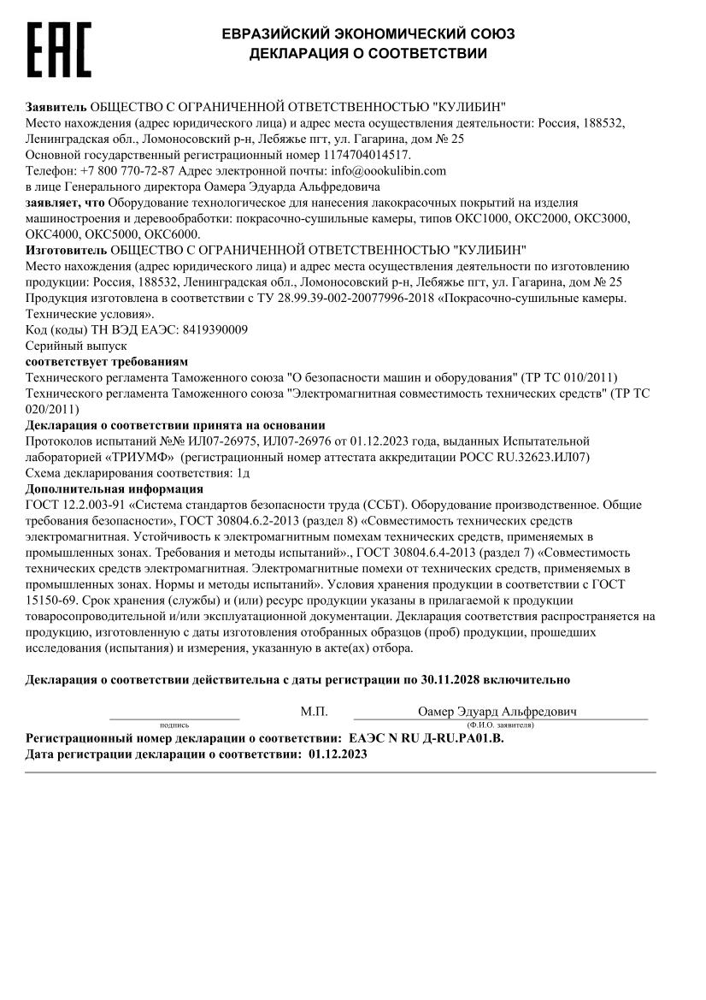 ЕАС
ЕВРАЗИЙСКИЙ ЭКОНОМИЧЕСКИЙ СОЮЗ
ДЕКЛАРАЦИЯ О СООТВЕТСТВИИ
Заявитель ОБЩЕСТВО С ОГРАНИЧЕННОЙ ОТВЕТСТВЕННОСТЬЮ "КУЛИБИН"
Место нахождения (адрес юридического лица) и адрес места осуществления деятельности: Россия, 188532,
Ленинградская обл., Ломоносовский р-н, Лебяжье пгт, ул. Гагарина, дом № 25
Основной государственный регистрационный номер 1174704014517.
Телефон: +7 800 770-72-87 Адрес электронной почты: info@oookulibin.com
в лице Генерального директора Оамера Эдуарда Альфредовича
заявляет, что Оборудование технологическое для нанесения лакокрасочных покрытий на изделия
машиностроения и деревообработки: покрасочно-сушильные камеры, типов ОКС1000, ОКС2000, ОКС3000,
ОКС4000, ОКС5000, ОКС6000.
Изготовитель ОБЩЕСТВО С ОГРАНИЧЕННОЙ ОТВЕТСТВЕННОСТЬЮ "КУЛИБИН"
Место нахождения (адрес юридического лица) и адрес места осуществления деятельности по изготовлению
продукции: Россия, 188532, Ленинградская обл., Ломоносовский р-н, Лебяжье пгт, ул. Гагарина, дом № 25
Продукция изготовлена в соответствии с ТУ 28.99.39-002-20077996-2018 «Покрасочно-сушильные камеры.
Технические условия».
Код (коды) ТН ВЭД ЕАЭС: 8419390009
Серийный выпуск
соответствует требованиям
Технического регламента Таможенного союза "О безопасности машин и оборудования" (ТР ТС 010/2011)
Технического регламента Таможенного союза "Электромагнитная совместимость технических средств" (ТР ТС
020/2011)
Декларация о соответствии принята на основании
Протоколов испытаний №№ ИЛ07-26975, ИЛ07-26976 от 01.12.2023 года, выданных Испытательной
лабораторией «ТРИУМФ»  (регистрационный номер аттестата аккредитации РОСС RU.32623.ИЛ07)
Схема декларирования соответствия: 1д
Дополнительная информация
ГОСТ 12.2.003-91 «Система стандартов безопасности труда (ССБТ). Оборудование производственное. Общие
требования безопасности», ГОСТ 30804.6.2-2013 (раздел 8) «Совместимость технических средств
электромагнитная. Устойчивость к электромагнитным помехам технических средств, применяемых в
промышленных зонах. Требования и методы испытаний»., ГОСТ 30804.6.4-2013 (раздел 7) «Совместимость
технических средств электромагнитная. Электромагнитные помехи от технических средств, применяемых в
промышленных зонах. Нормы и методы испытаний». Условия хранения продукции в соответствии с ГОСТ
15150-69. Срок хранения (службы) и (или) ресурс продукции указаны в прилагаемой к продукции
товаросопроводительной и/или эксплуатационной документации. Декларация соответствия распространяется на
продукцию, изготовленную с даты изготовления отобранных образцов (проб) продукции, прошедших
исследования (испытания) и измерения, указанную в акте(ах) отбора.
Декларация о соответствии действительна с даты регистрации по 30.11.2028 включительно
М.П. Оамер Эдуард Альфредович
подпись (Ф.И.О. заявителя)
Регистрационный номер декларации о соответствии: ЕАЭС N RU Д-RU.РА01.В.
Дата регистрации декларации о соответствии: 01.12.2023